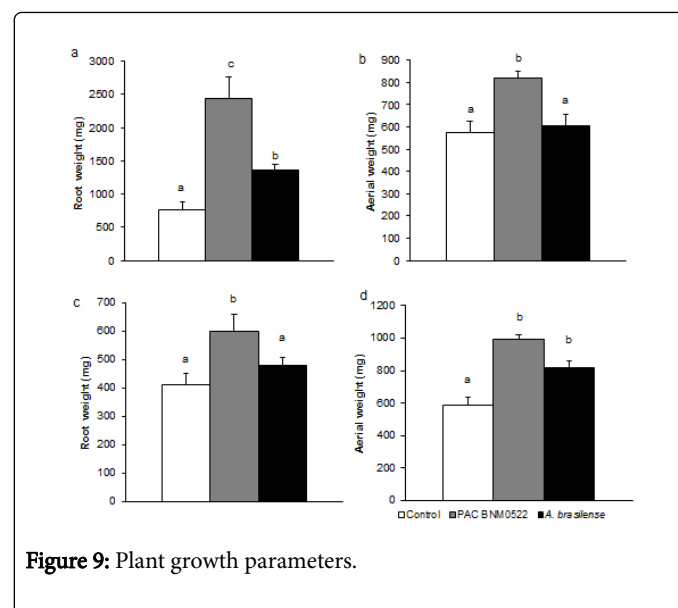 a
3000
2500
2000
1500
1000
500
0
Root weight (mg)
a
c
b
b
900
800
700
600
500
400
300
200
100
0
Aerial weight (mg)
a
b
a
c
700
600
500
400
300
200
100
0
Root weight (mg)
a
b
a
d
1200
1000
800
600
400
200
0
Aerial weight (mg)
a
b
b
Control PAC BNM0522 A. brasilense
Figure 9: Plant growth parameters.